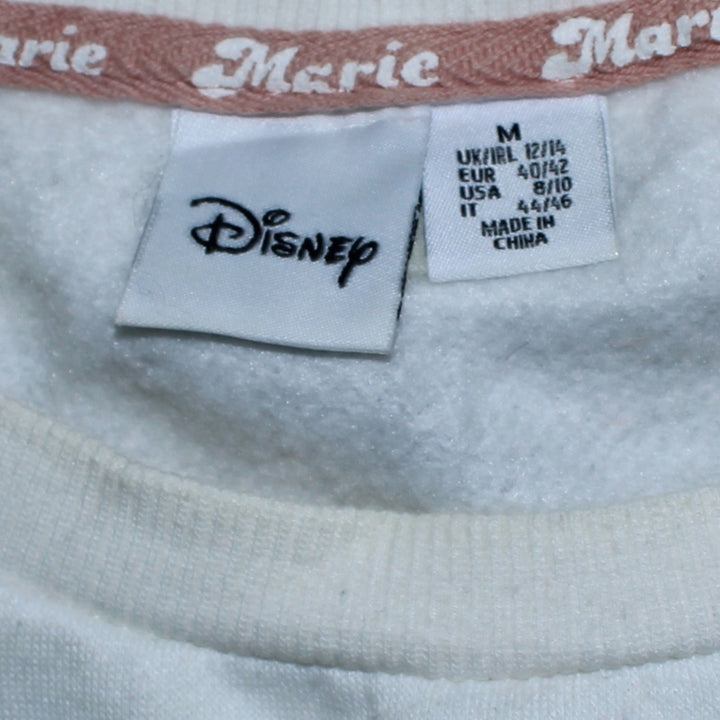 Marie Marie Marie
Disney
M
UK/IRL 12/14
EUR 40/42
USA 8/10
IT 44/46
MADE IN
CHINA